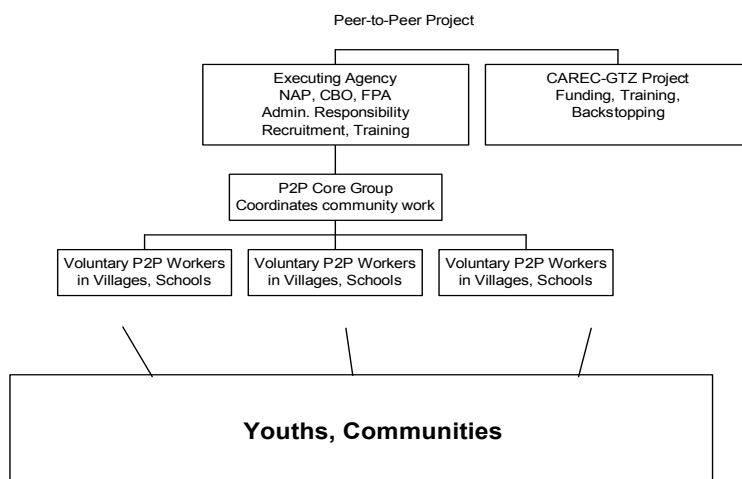 Peer-to-Peer Project
Executing Agency
NAP, CBO, FPA
Admin. Responsibility
Recruitment, Training
CAREC-GTZ Project
Funding, Training,
Backstopping
P2P Core Group
Coordinates community work
Voluntary P2P Workers
in Villages, Schools
Voluntary P2P Workers
in Villages, Schools
Voluntary P2P Workers
in Villages, Schools
Youths, Communities